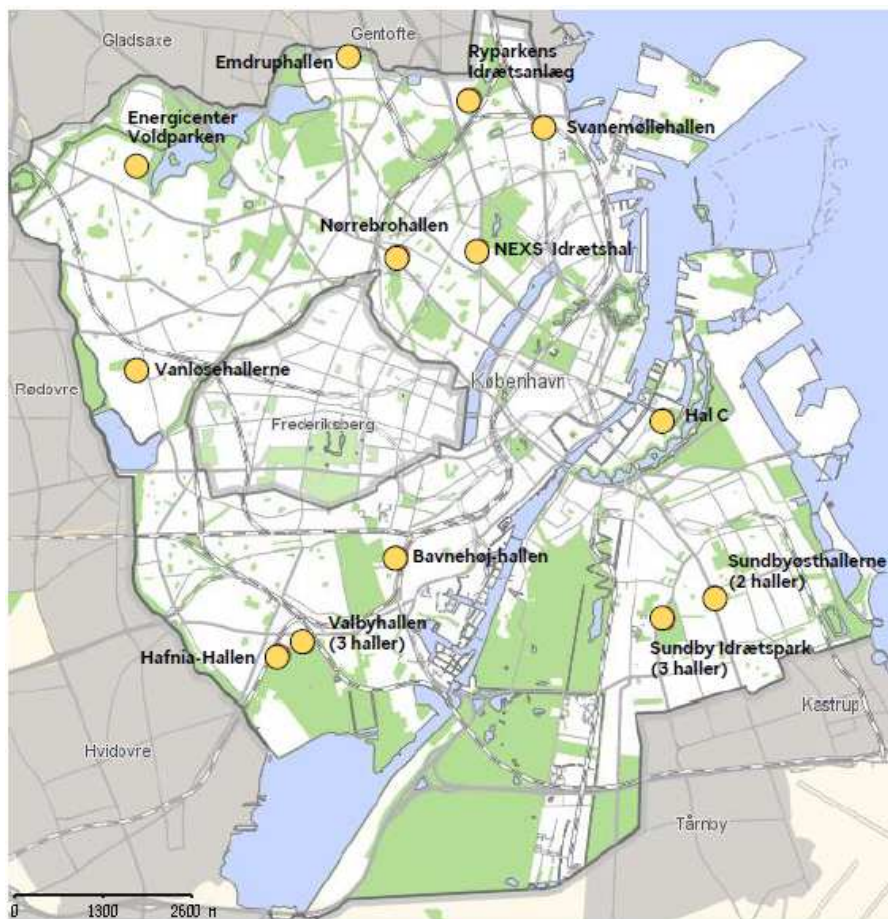 Gladsaxe
Gentofte
Emdruphallen
Ryparkens
Idrætsanlæg
Energicenter
Voldparken
Svanemøllehallen
Nørrebrohallen
NEXS Idrætshal
Vanløsehallerne
Rødovre
København
Frederiksberg
Hal C
Bavnehøj-hallen
Sundbyøsthallerne
(2 haller)
Valbyhallen
(3 haller)
Hafnia-Hallen
Sundby Idrætspark
(3 haller)
Kastrup
Hvidovre
Tårnby
0 1300 2600 M